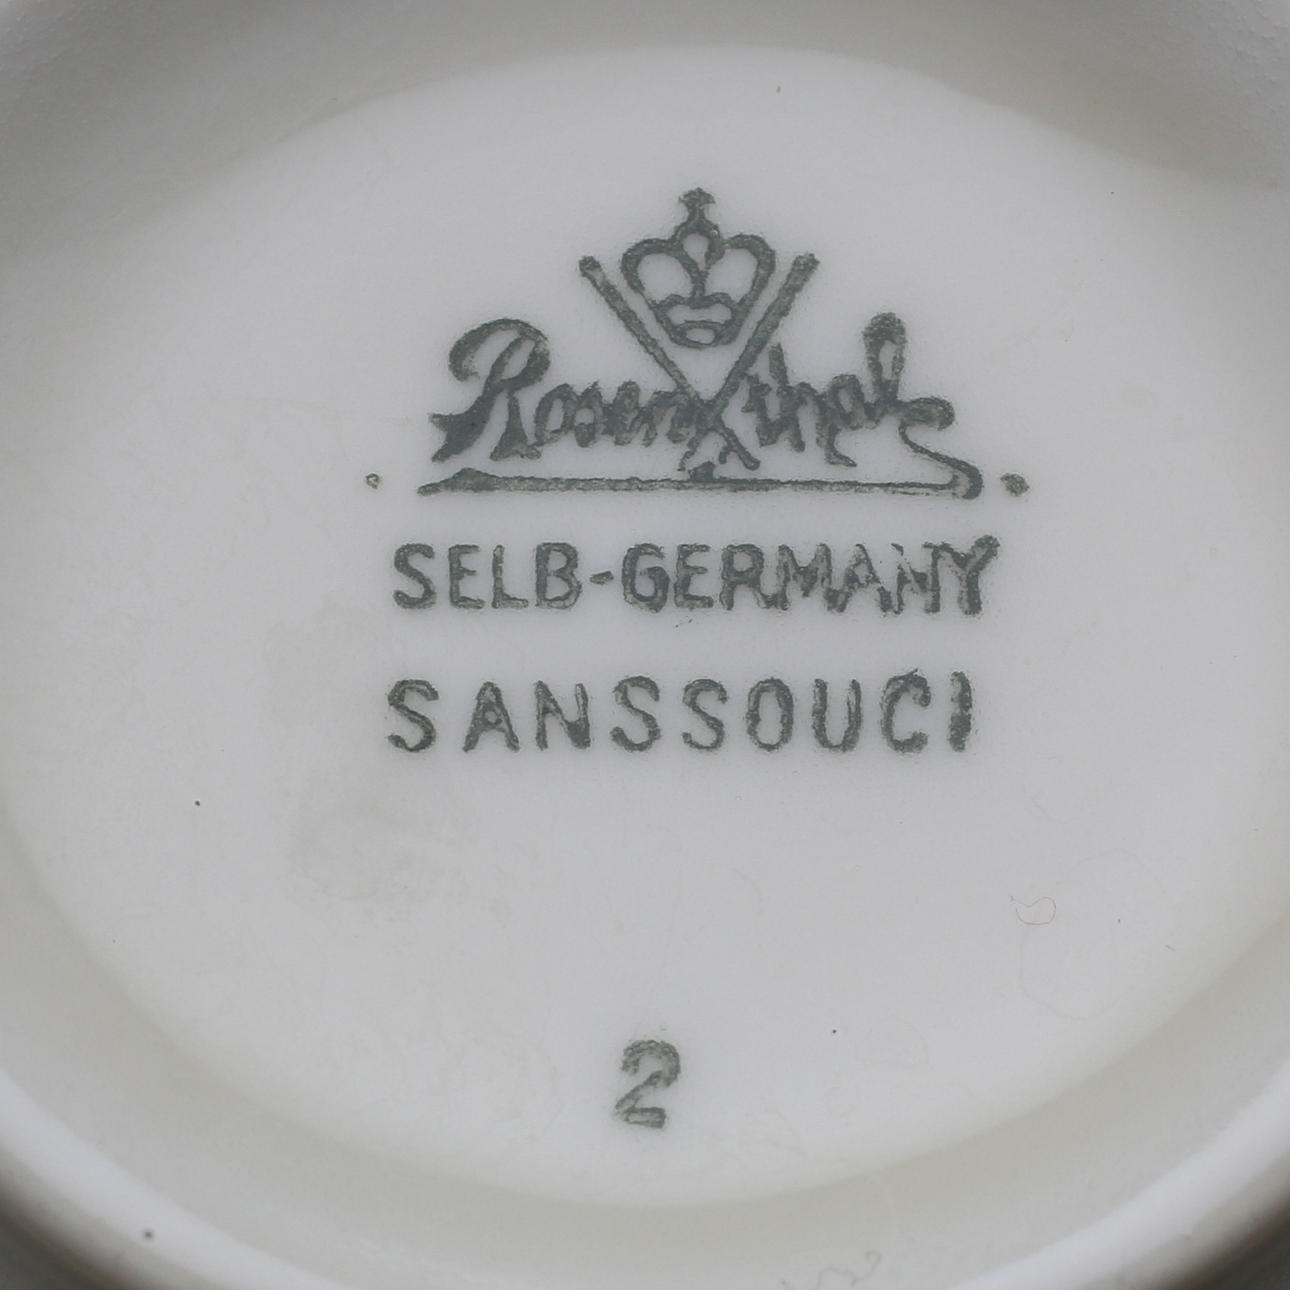 Rosenthal
SELB-GERMANY
SANSSOUCI
2